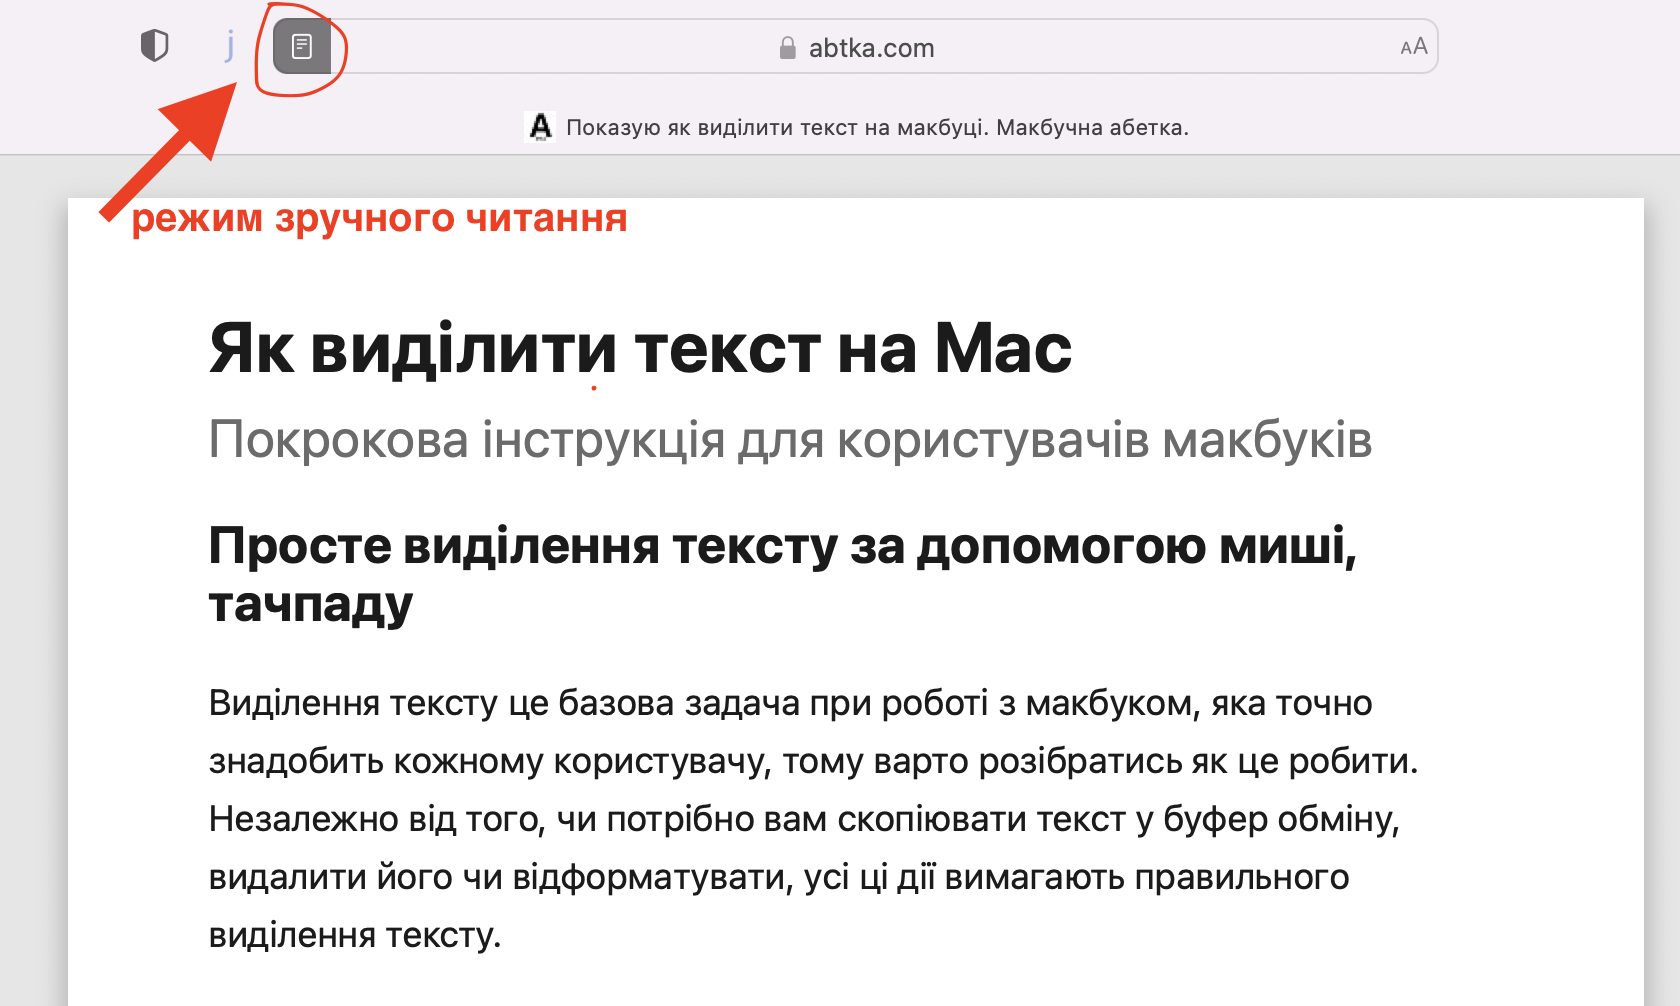 j
abtka.com
AA
A Показую як виділити текст на макбуці. Макбучна абетка.
режим зручного читання
Як виділити текст на Mac
Покрокова інструкція для користувачів макбуків
Просте виділення тексту за допомогою миші,
тачпаду
Виділення тексту це базова задача при роботі з макбуком, яка точно
знадобить кожному користувачу, тому варто розібратись як це робити.
Незалежно від того, чи потрібно вам скопіювати текст у буфер обміну,
видалити його чи відформатувати, усі ці дії вимагають правильного
виділення тексту.